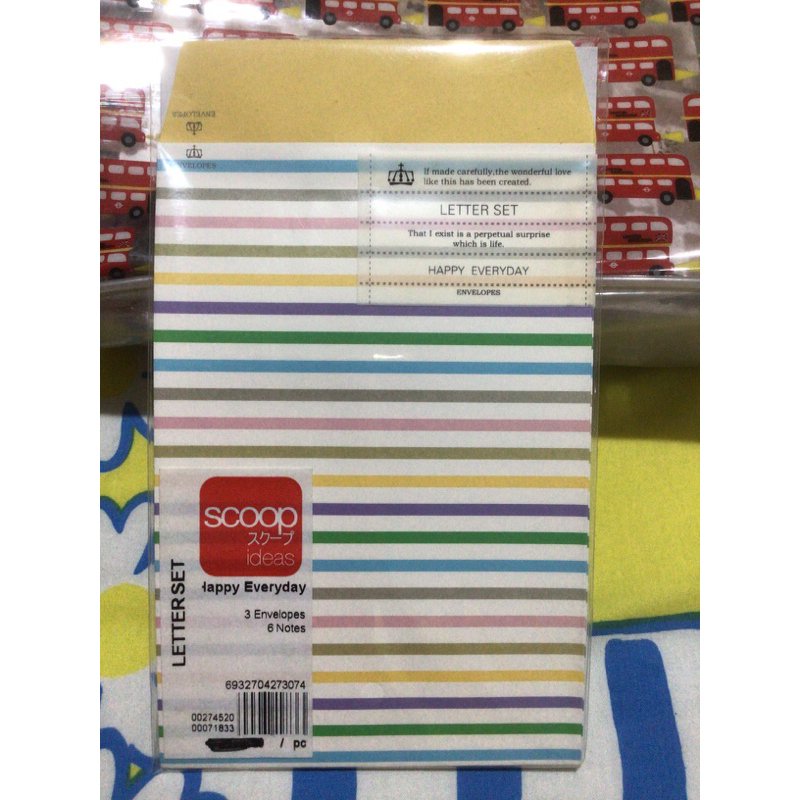 ENVELOPES
ENVELOPES
If made carefully,the wonderful love
like this has been created.
LETTER SET
That I exist is a perpetual surprise
which is life.
HAPPY EVERYDAY
ENVELOPES
scoop
スクープ
ideas
Happy Everyday
3 Envelopes
6 Notes
LETTER SET
6932704273074
00274520
00071833
/ pc